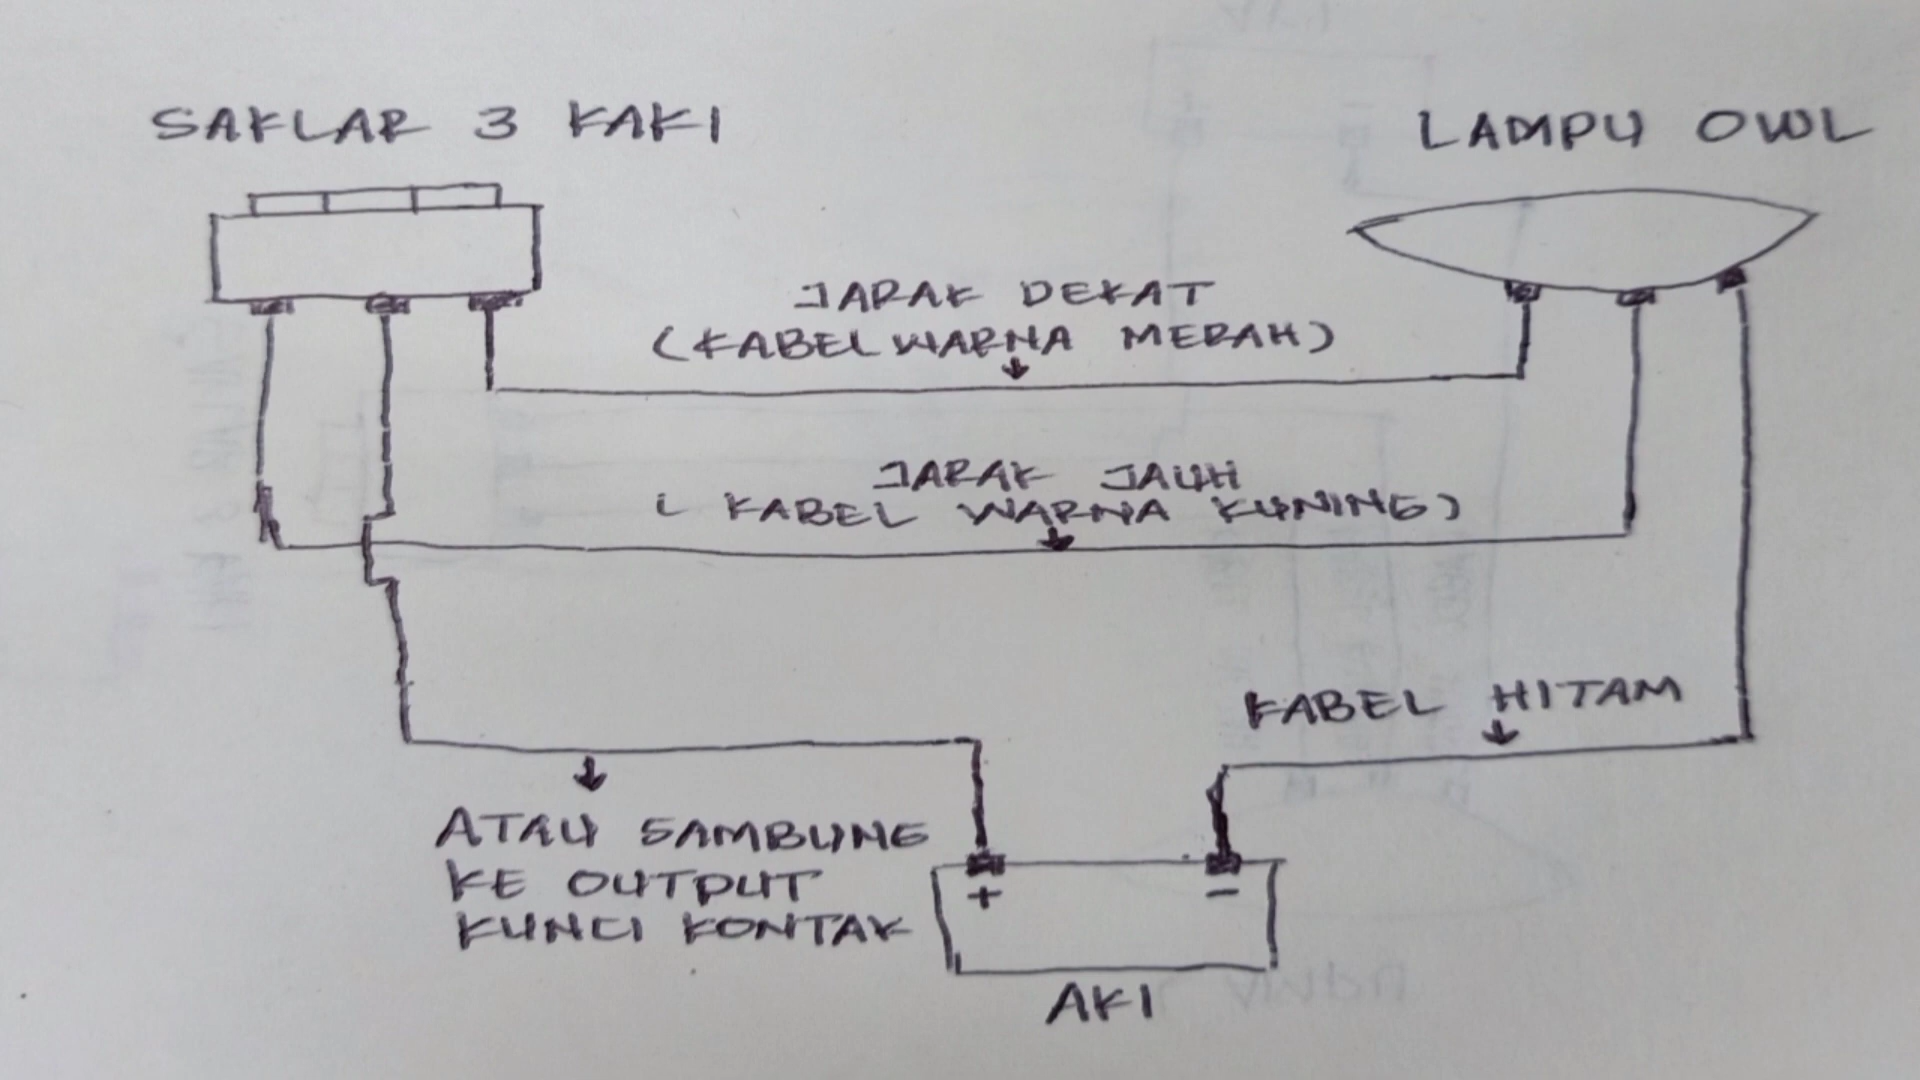 SAKLAR 3 KAKI
LAMPU OWL
JARAK DEKAT
(KABEL WARNA MERAH)
JARAK JAUH
(KABEL WARNA KUNING)
KABEL HITAM
ATAU SAMBUNG
KE OUTPUT
KUNCI KONTAK
+ -
AKI